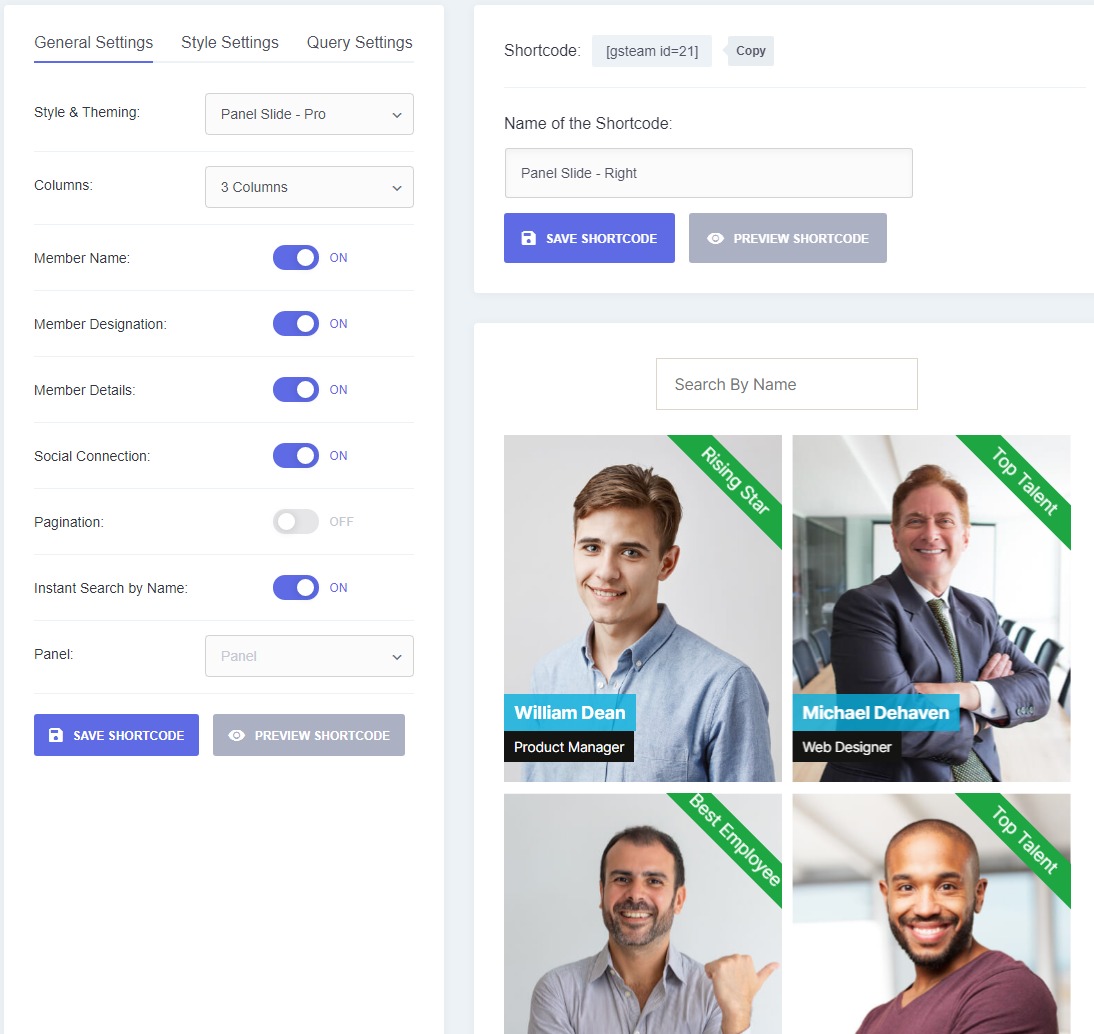 General Settings Style Settings Query Settings
Style & Theming: Panel Slide - Pro
Columns: 3 Columns
Member Name: ON
Member Designation: ON
Member Details: ON
Social Connection: ON
Pagination: OFF
Instant Search by Name: ON
Panel: Panel
SAVE SHORTCODE PREVIEW SHORTCODE
Shortcode: [gsteam id=21] Copy
Name of the Shortcode:
Panel Slide - Right
SAVE SHORTCODE PREVIEW SHORTCODE
Search By Name
Rising Star
William Dean
Product Manager
Top Talent
Michael Dehaven
Web Designer
Best Employee
Top Talent